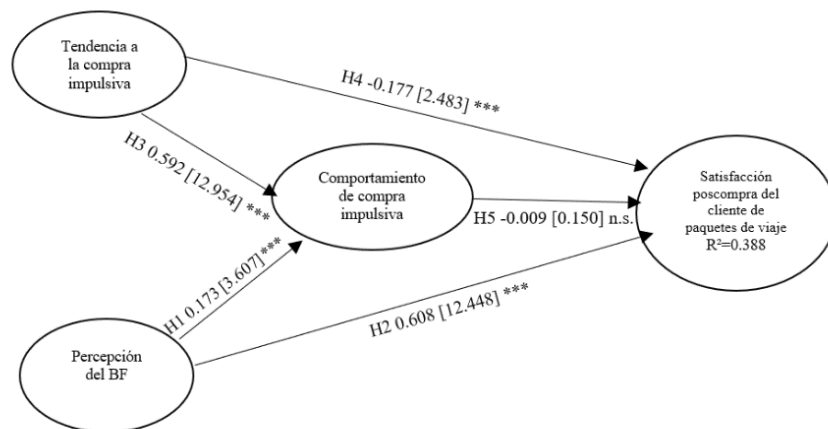 Tendencia a
la compra
impulsiva
H4 -0.177 [2.483] ***
H3 0.592 [12.954] ***
Comportamiento
de compra
impulsiva
Satisfacción
poscompra del
cliente de
paquetes de viaje
R²=0.388
H5 -0.009 [0.150] n.s.
H1 0.173 [3.607] ***
H2 0.608 [12.448] ***
Percepción
del BF